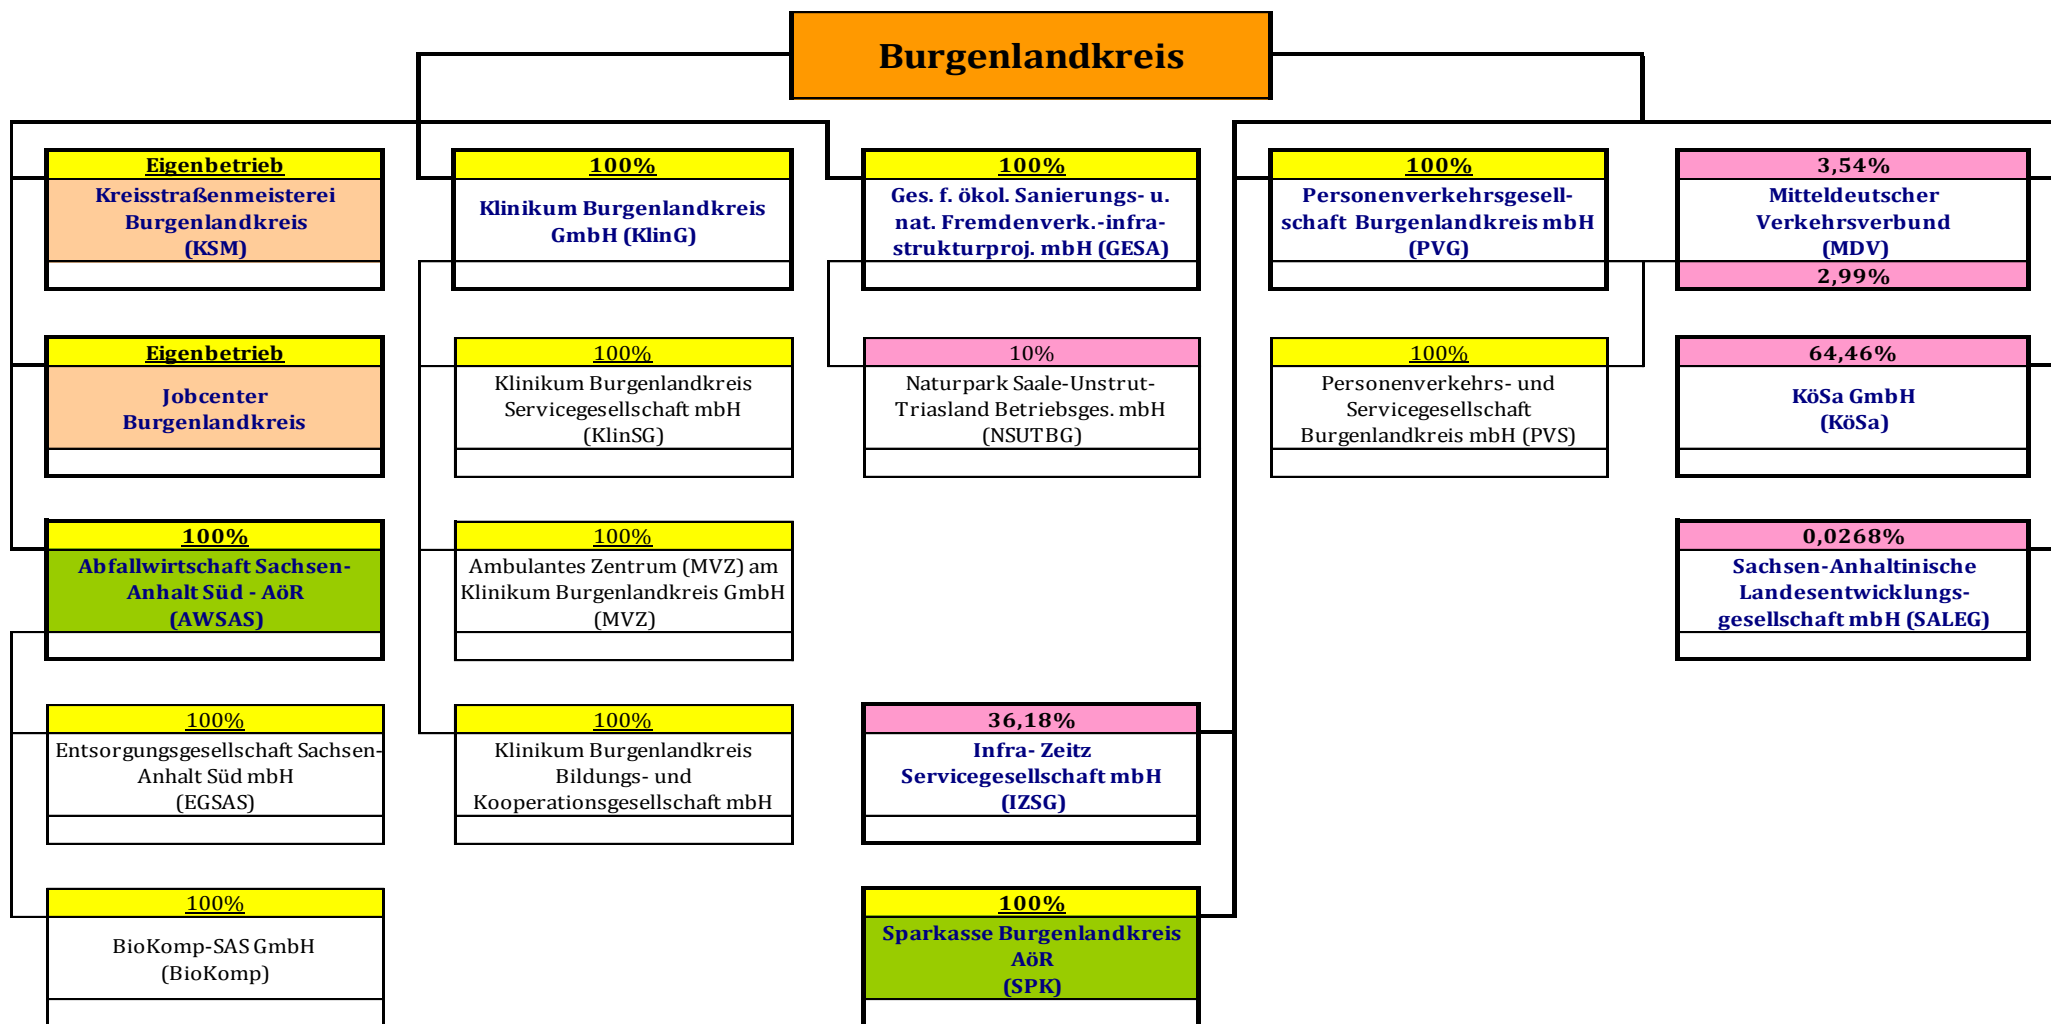 Burgenlandkreis
Eigenbetrieb
Kreisstraßenmeisterei
Burgenlandkreis
(KSM)
100%
Klinikum Burgenlandkreis
GmbH (KlinG)
100%
Ges. f. ökol. Sanierungs- u.
nat. Fremdenverk.-infra-
strukturproj. mbH (GESA)
100%
Personenverkehrsgesell-
schaft Burgenlandkreis mbH
(PVG)
3,54%
Mitteldeutscher
Verkehrsverbund
(MDV)
2,99%
Eigenbetrieb
Jobcenter
Burgenlandkreis
100%
Klinikum Burgenlandkreis
Servicegesellschaft mbH
(KlinSG)
10%
Naturpark Saale-Unstrut-
Triasland Betriebsges. mbH
(NSUTBG)
100%
Personenverkehrs- und
Servicegesellschaft
Burgenlandkreis mbH (PVS)
64,46%
KöSa GmbH
(KöSa)
100%
Abfallwirtschaft Sachsen-
Anhalt Süd - AöR
(AWSAS)
100%
Ambulantes Zentrum (MVZ) am
Klinikum Burgenlandkreis GmbH
(MVZ)
0,0268%
Sachsen-Anhaltinische
Landesentwicklungs-
gesellschaft mbH (SALEG)
100%
Entsorgungsgesellschaft Sachsen-
Anhalt Süd mbH
(EGSAS)
100%
Klinikum Burgenlandkreis
Bildungs- und
Kooperationsgesellschaft mbH
36,18%
Infra- Zeitz
Servicegesellschaft mbH
(IZSG)
100%
BioKomp-SAS GmbH
(BioKomp)
100%
Sparkasse Burgenlandkreis
AöR
(SPK)